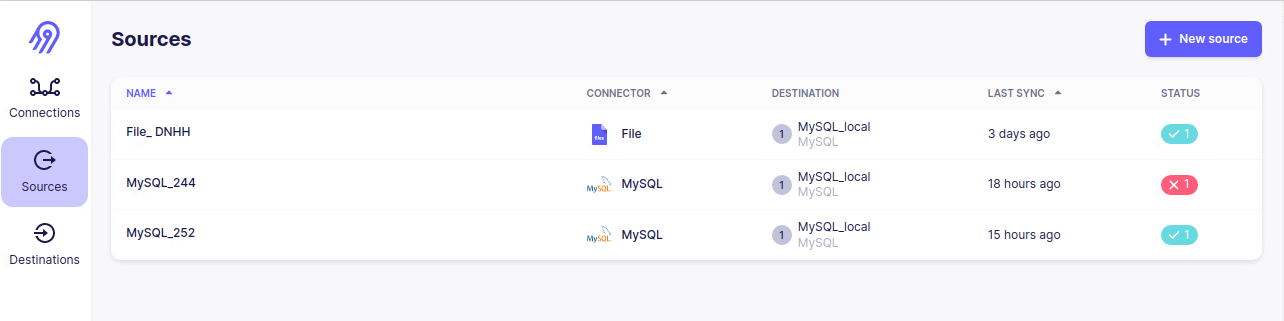 Sources
+ New source
Connections
Sources
Destinations
NAME CONNECTOR DESTINATION LAST SYNC STATUS
File_ DNHH files File 1 MySQL_local 3 days ago 1
MySQL
MySQL_244 MySQL MySQL 1 MySQL_local 18 hours ago 1
MySQL
MySQL_252 MySQL MySQL 1 MySQL_local 15 hours ago 1
MySQL